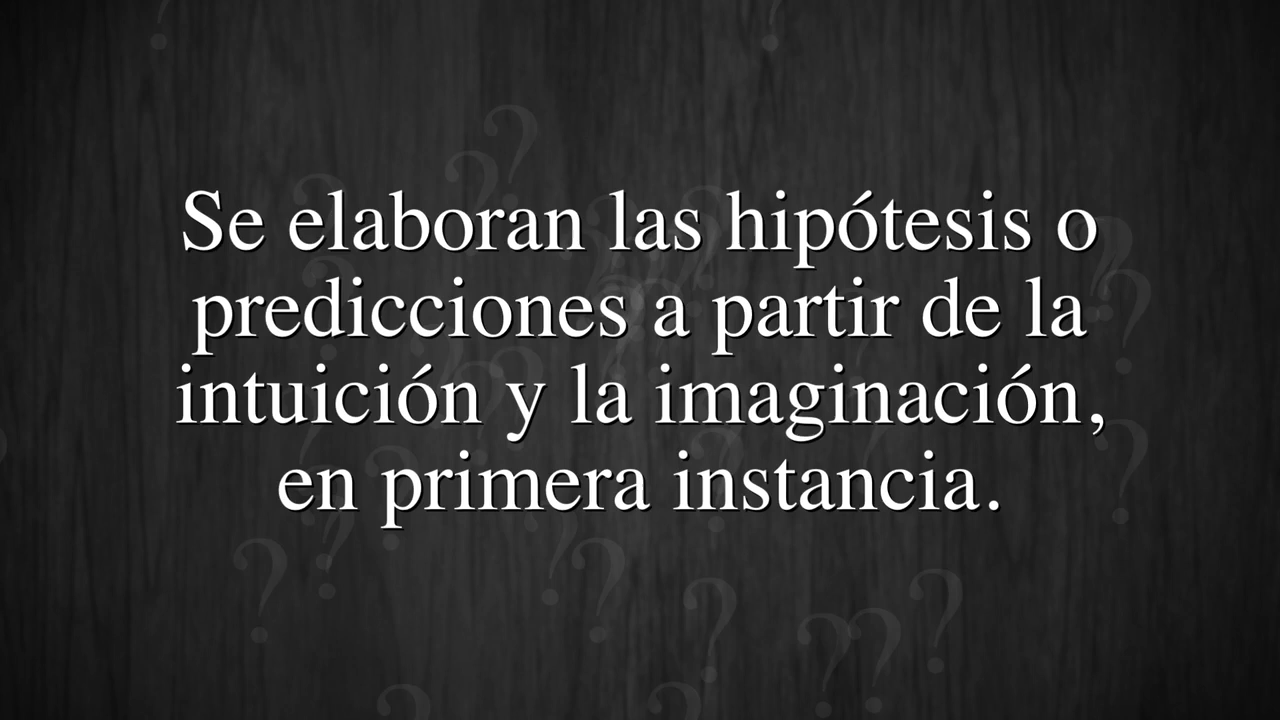 Se elaboran las hipótesis o
predicciones a partir de la
intuición y la imaginación,
en primera instancia.